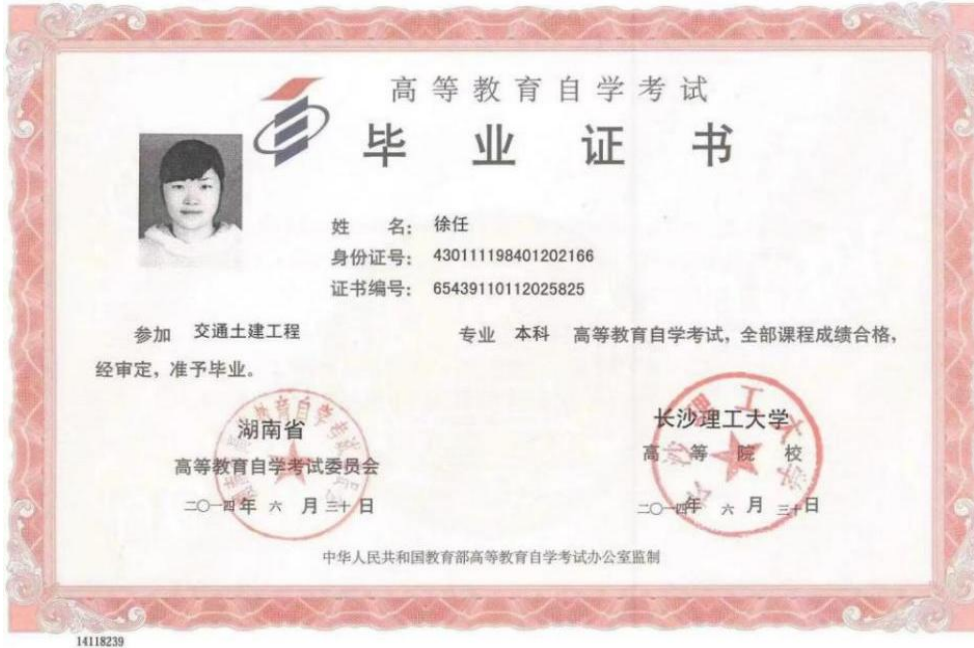 高等教育自学考试
毕业证书
姓 名： 徐任
身份证号： 430111198401202166
证书编号： 65439110112025825
参加 交通土建工程 专业 本科 高等教育自学考试，全部课程成绩合格，
经审定，准予毕业。
湖南省
高等教育自学考试委员会
二〇一四年 六 月 三十 日
长沙理工大学
高 等 院 校
二〇一四年 六 月 三十日
中华人民共和国教育部高等教育自学考试办公室监制
14118239